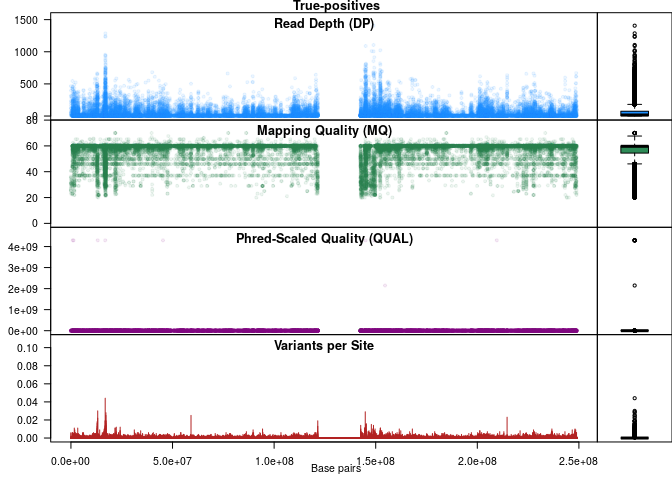 True-positives
Read Depth (DP)
1500
1000
500
0
80
Mapping Quality (MQ)
60
40
20
0
Phred-Scaled Quality (QUAL)
4e+09
3e+09
2e+09
1e+09
0e+00
Variants per Site
0.10
0.08
0.06
0.04
0.02
0.00
0.0e+00 5.0e+07 1.0e+08 1.5e+08 2.0e+08 2.5e+08
Base pairs